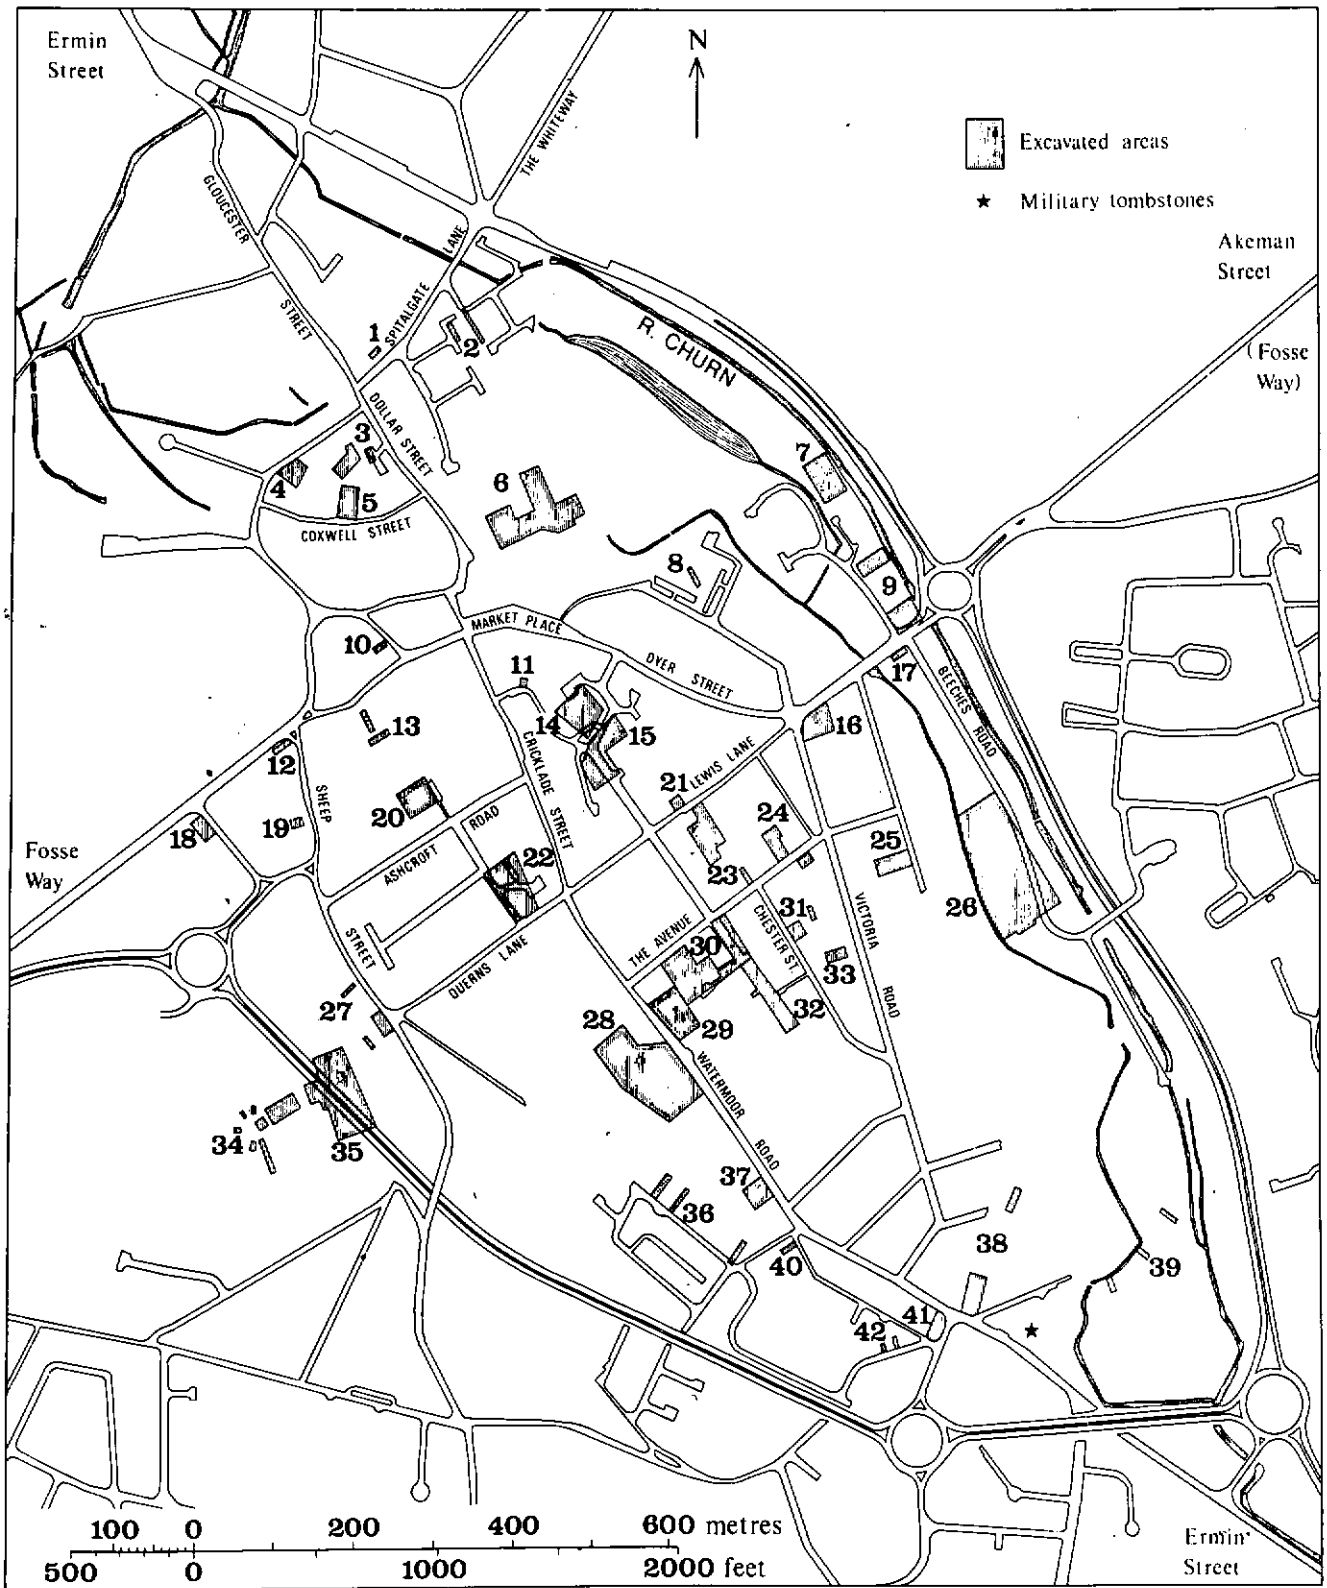 Ermin
Street
N
Excavated areas
Military tombstones
Akeman
Street
(Fosse
Way)
THE WHITEWAY
GLOUCESTER
STREET
SPITALGATE LANE
R. CHURN
1
2
DOLLAR STREET
3
4
5
6
7
COXWELL STREET
8
9
MARKET PLACE
10
11
DYER STREET
17
BEECHES ROAD
12
13
14
15
16
CRICKLADE STREET
LEWIS LANE
SHEEP
STREET
18
19
20
21
22
23
24
25
26
ASHCROFT ROAD
Fosse
Way
QUERNS LANE
THE AVENUE
CHESTER ST.
VICTORIA
ROAD
27
28
29
30
31
32
33
WATERMOOR
ROAD
34
35
36
37
38
39
40
41
42
100 0 200 400 600 metres
500 0 1000 2000 feet
Ermin
Street